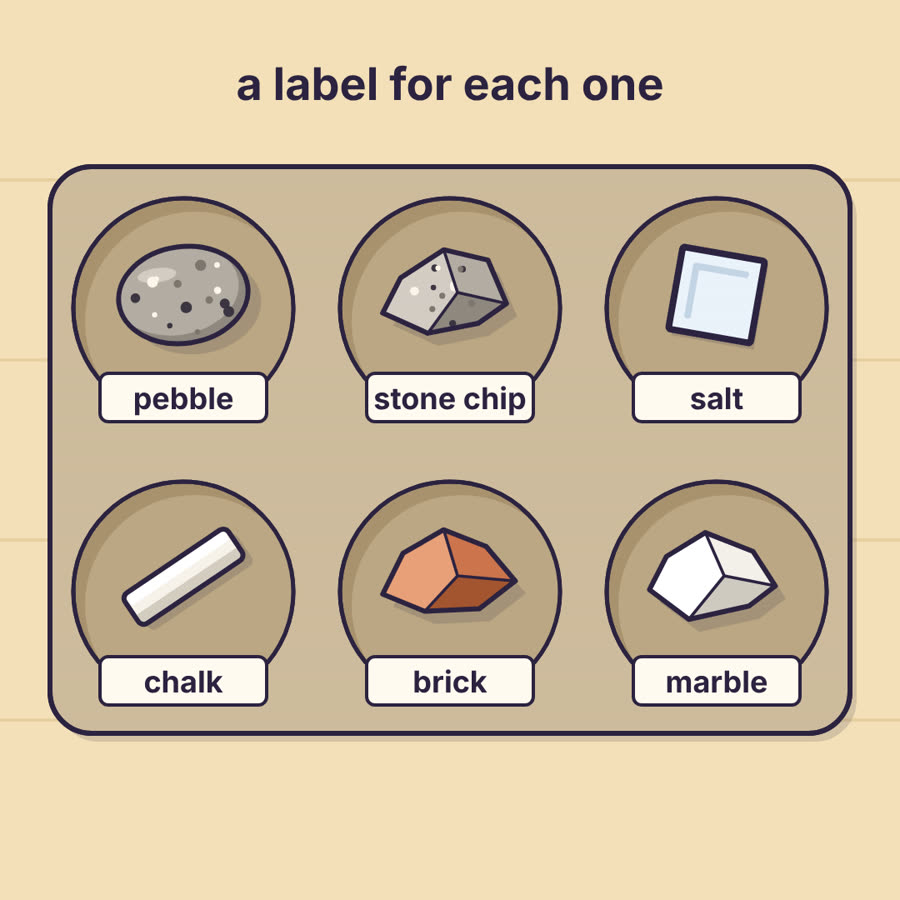 a label for each one
pebble
stone chip
salt
chalk
brick
marble